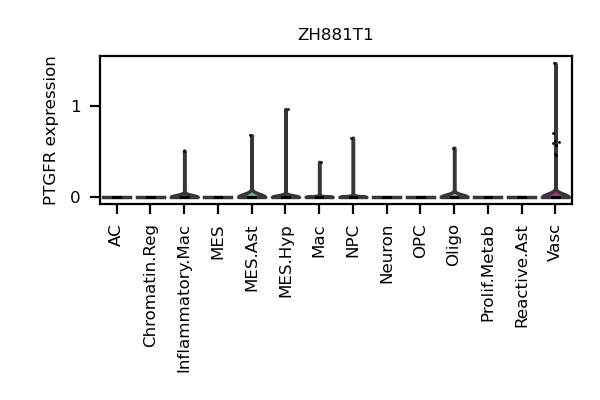 ZH881T1
PTGFR expression
1
0
AC
Chromatin.Reg
Inflammatory.Mac
MES
MES.Ast
MES.Hyp
Mac
NPC
Neuron
OPC
Oligo
Prolif.Metab
Reactive.Ast
Vasc